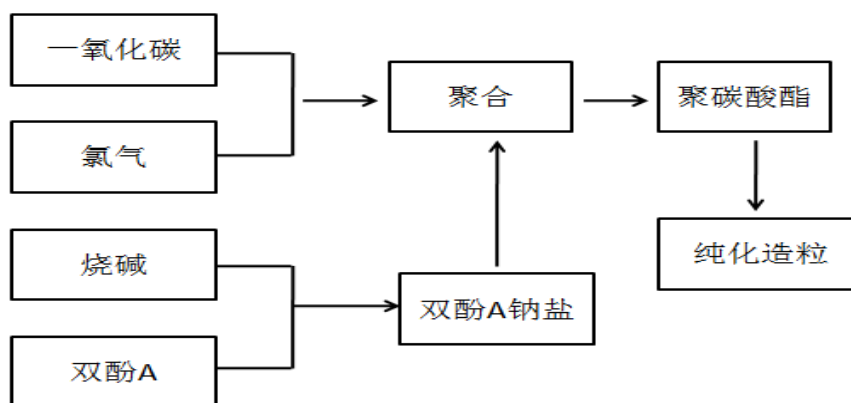 一氧化碳
聚合
聚碳酸酯
氯气
烧碱
纯化造粒
双酚A钠盐
双酚A